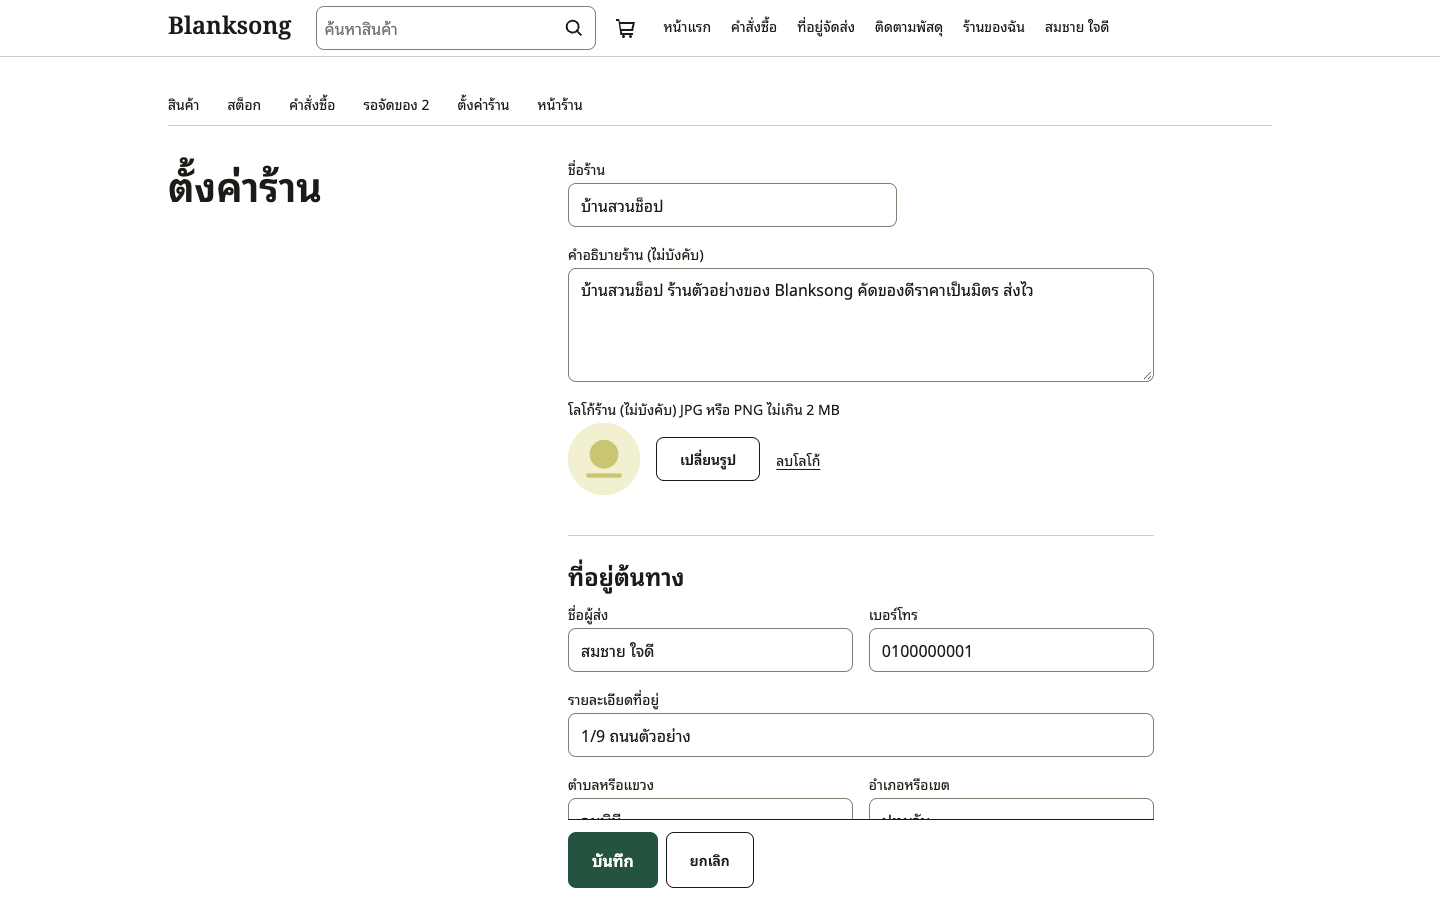 Blanksong
ค้นหาสินค้า
หน้าแรก คำสั่งซื้อ ที่อยู่จัดส่ง ติดตามพัสดุ ร้านของฉัน สมชาย ใจดี
สินค้า สต็อก คำสั่งซื้อ รอจัดของ 2 ตั้งค่าร้าน หน้าร้าน
ตั้งค่าร้าน
ชื่อร้าน
บ้านสวนช็อป
คำอธิบายร้าน (ไม่บังคับ)
บ้านสวนช็อป ร้านตัวอย่างของ Blanksong คัดของดีราคาเป็นมิตร ส่งไว
โลโก้ร้าน (ไม่บังคับ) JPG หรือ PNG ไม่เกิน 2 MB
เปลี่ยนรูป ลบโลโก้
ที่อยู่ต้นทาง
ชื่อผู้ส่ง เบอร์โทร
สมชาย ใจดี 0100000001
รายละเอียดที่อยู่
1/9 ถนนตัวอย่าง
ตำบลหรือแขวง อำเภอหรือเขต
บันทึก ยกเลิก